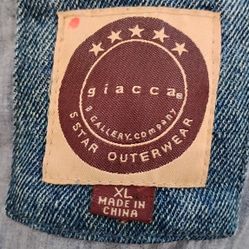 giacca®
a GALLERY company
5 STAR OUTERWEAR
XL
MADE IN
CHINA